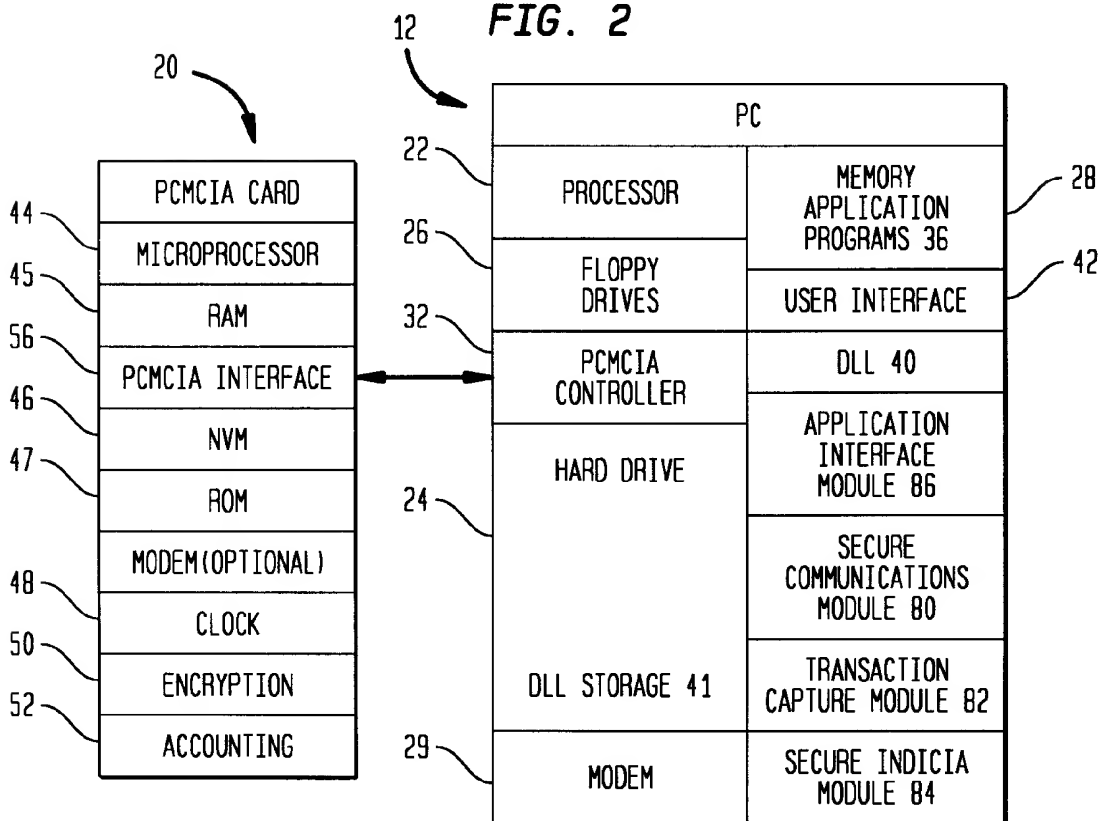 FIG. 2
12
20
PCMCIA CARD
44
MICROPROCESSOR
45
RAM
56
PCMCIA INTERFACE
46
NVM
47
ROM
MODEM(OPTIONAL)
48
CLOCK
50
ENCRYPTION
52
ACCOUNTING
PC
22
PROCESSOR
26
FLOPPY
DRIVES
32
PCMCIA
CONTROLLER
24
HARD DRIVE
DLL STORAGE 41
29
MODEM
MEMORY
APPLICATION
PROGRAMS 36
28
USER INTERFACE
42
DLL 40
APPLICATION
INTERFACE
MODULE 86
SECURE
COMMUNICATIONS
MODULE 80
TRANSACTION
CAPTURE MODULE 82
SECURE INDICIA
MODULE 84